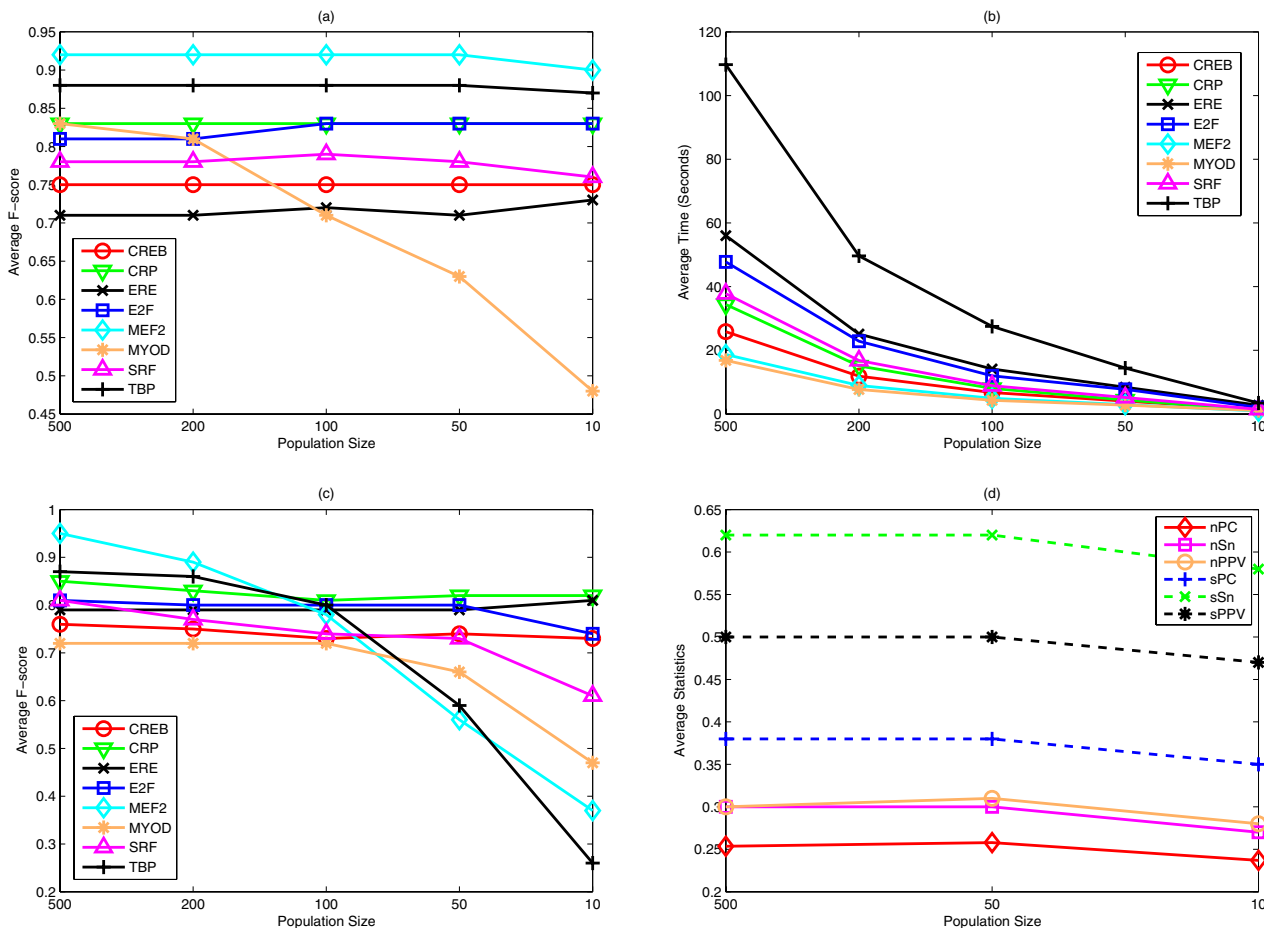 (a)
0.95
0.9
0.85
0.8
0.75
0.7
0.65
0.6
0.55
0.5
0.45
Average F−score
CREB
CRP
ERE
E2F
MEF2
MYOD
SRF
TBP
500 200 100 50 10
Population Size
(b)
120
100
80
60
40
20
0
Average Time (Seconds)
CREB
CRP
ERE
E2F
MEF2
MYOD
SRF
TBP
500 200 100 50 10
Population Size
(c)
1
0.9
0.8
0.7
0.6
0.5
0.4
0.3
0.2
Average F−score
CREB
CRP
ERE
E2F
MEF2
MYOD
SRF
TBP
500 200 100 50 10
Population Size
(d)
0.65
0.6
0.55
0.5
0.45
0.4
0.35
0.3
0.25
0.2
Average Statistics
nPC
nSn
nPPV
sPC
sSn
sPPV
500 50 10
Population Size